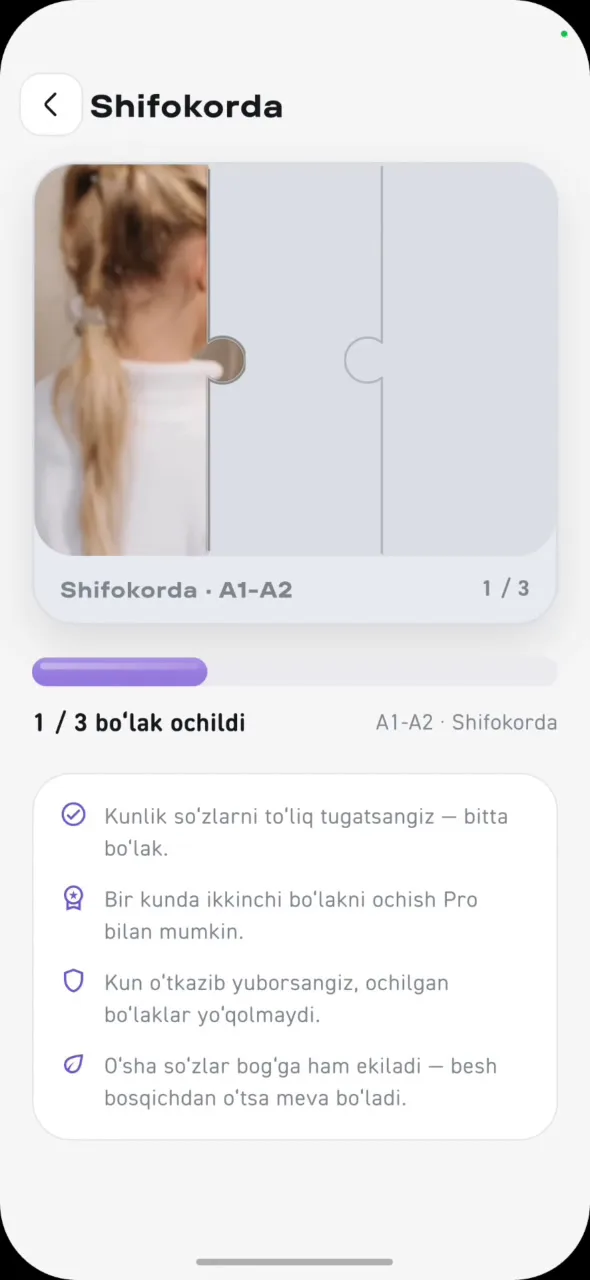 Shifokorda
Shifokorda · A1-A2
1 / 3
1 / 3 boʻlak ochildi
A1-A2 · Shifokorda
Kunlik soʻzlarni toʻliq tugatsangiz — bitta
boʻlak.
Bir kunda ikkinchi boʻlakni ochish Pro
bilan mumkin.
Kun oʻtkazib yuborsangiz, ochilgan
boʻlaklar yoʻqolmaydi.
Oʻsha soʻzlar bogʻga ham ekiladi — besh
bosqichdan oʻtsa meva boʻladi.